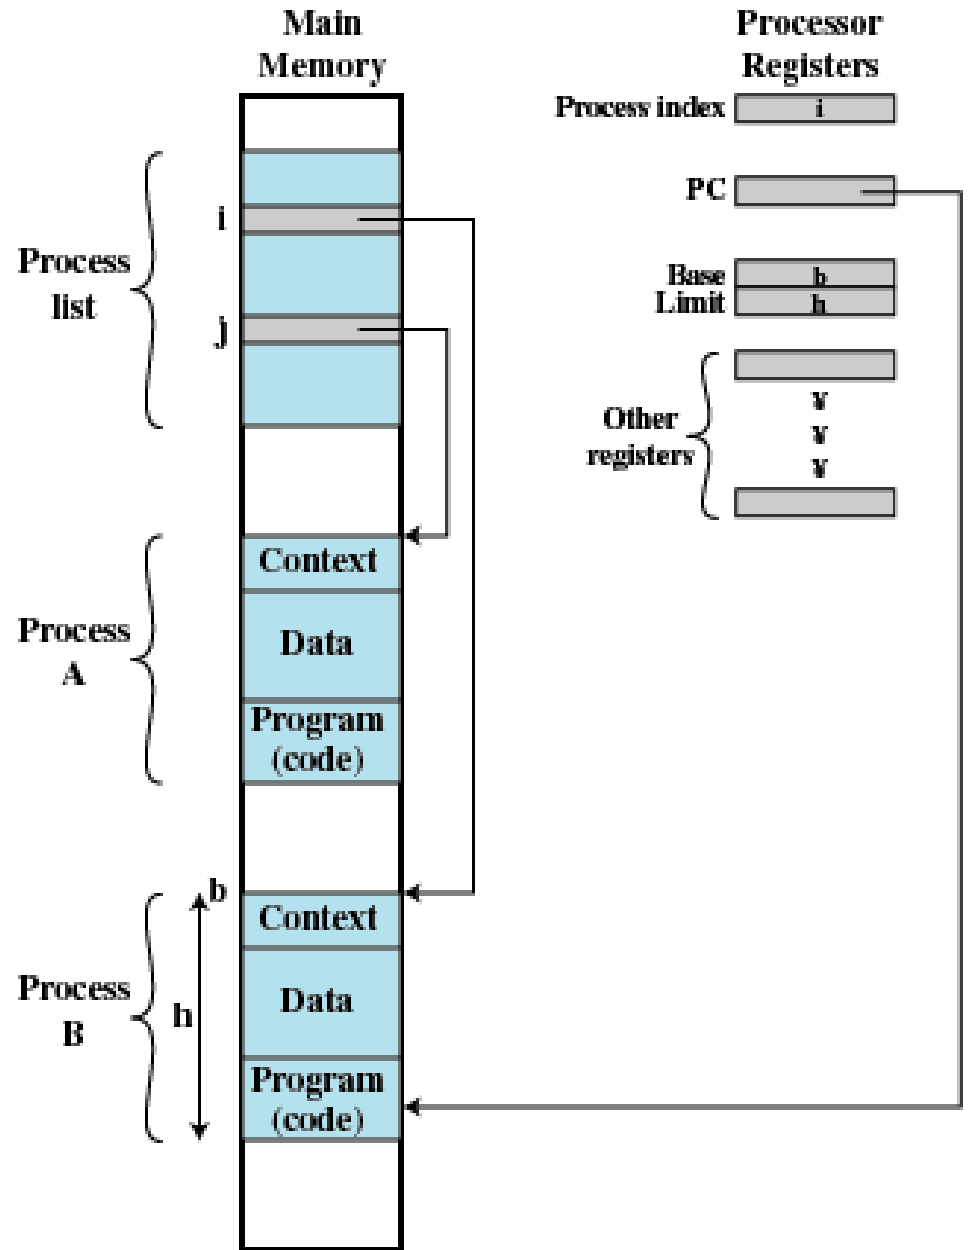 Main
Memory
Processor
Registers
Process index
i
PC
Base
b
Limit
h
Other
registers
¥
¥
¥
Process
list
i
j
Process
A
Context
Data
Program
(code)
Process
B
b
h
Context
Data
Program
(code)